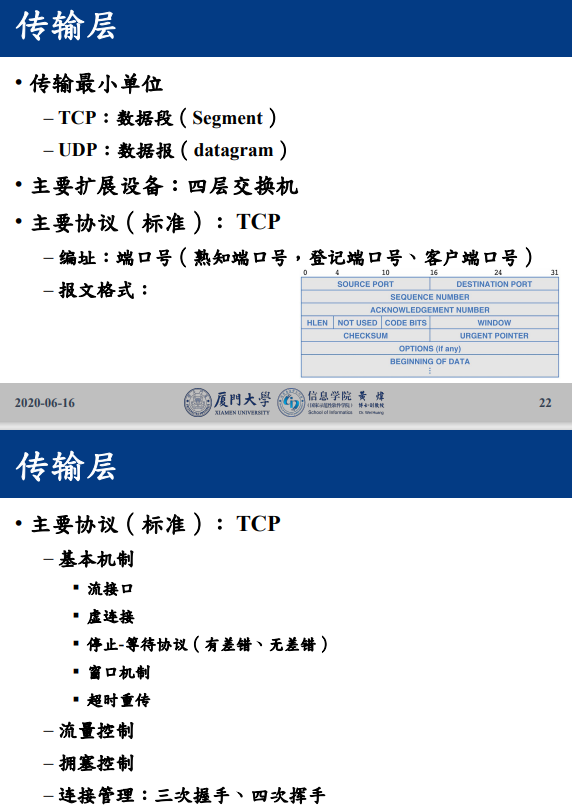 传输层
• 传输最小单位
– TCP：数据段（Segment）
– UDP：数据报（datagram）
• 主要扩展设备：四层交换机
• 主要协议（标准）：TCP
– 编址：端口号（熟知端口号，登记端口号、客户端口号）
– 报文格式：
0 4 10 16 24 31
SOURCE PORT DESTINATION PORT
SEQUENCE NUMBER
ACKNOWLEDGEMENT NUMBER
HLEN NOT USED CODE BITS WINDOW
CHECKSUM URGENT POINTER
OPTIONS (if any)
BEGINNING OF DATA
⋮
2020-06-16
厦門大學
XIAMEN UNIVERSITY
信息学院
School of Informatics
黄 炜
Dr. Wei Huang
22
传输层
• 主要协议（标准）：TCP
– 基本机制
▪ 流接口
▪ 虚连接
▪ 停止-等待协议（有差错、无差错）
▪ 窗口机制
▪ 超时重传
– 流量控制
– 拥塞控制
– 连接管理：三次握手、四次挥手